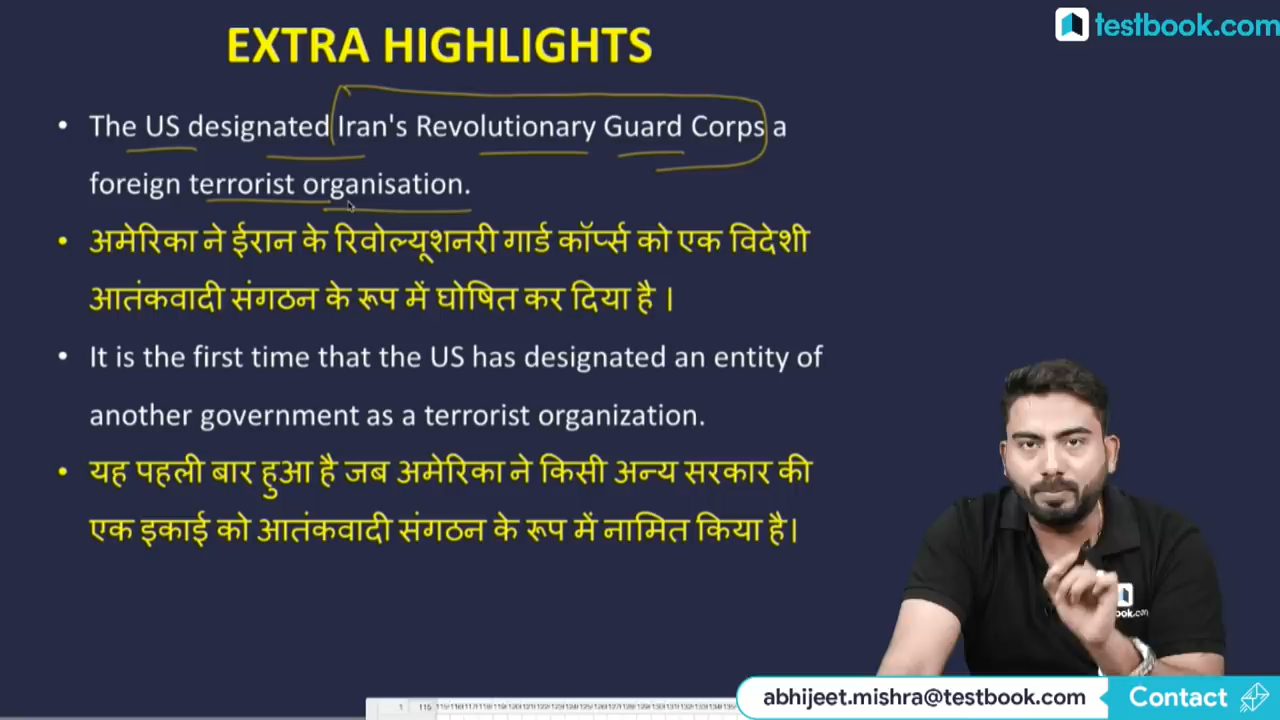 EXTRA HIGHLIGHTS
testbook.com
• The US designated Iran's Revolutionary Guard Corps a
foreign terrorist organisation.
• अमेरिका ने ईरान के रिवोल्यूशनरी गार्ड कॉर्प्स को एक विदेशी
आतंकवादी संगठन के रूप में घोषित कर दिया है ।
• It is the first time that the US has designated an entity of
another government as a terrorist organization.
• यह पहली बार हुआ है जब अमेरिका ने किसी अन्य सरकार की
एक इकाई को आतंकवादी संगठन के रूप में नामित किया है।
abhijeet.mishra@testbook.com
Contact